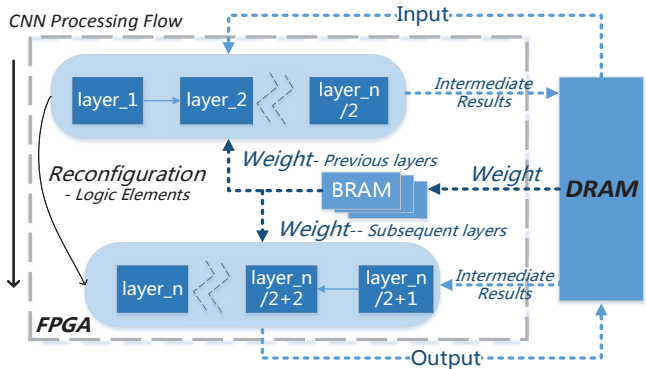 CNN Processing Flow
Input
layer_1
layer_2
layer_n
/2
Intermediate
Results
Reconfiguration
- Logic Elements
Weight- Previous layers
BRAM
Weight
DRAM
Weight-- Subsequent layers
layer_n
layer_n
/2+2
layer_n
/2+1
Intermediate
Results
FPGA
Output